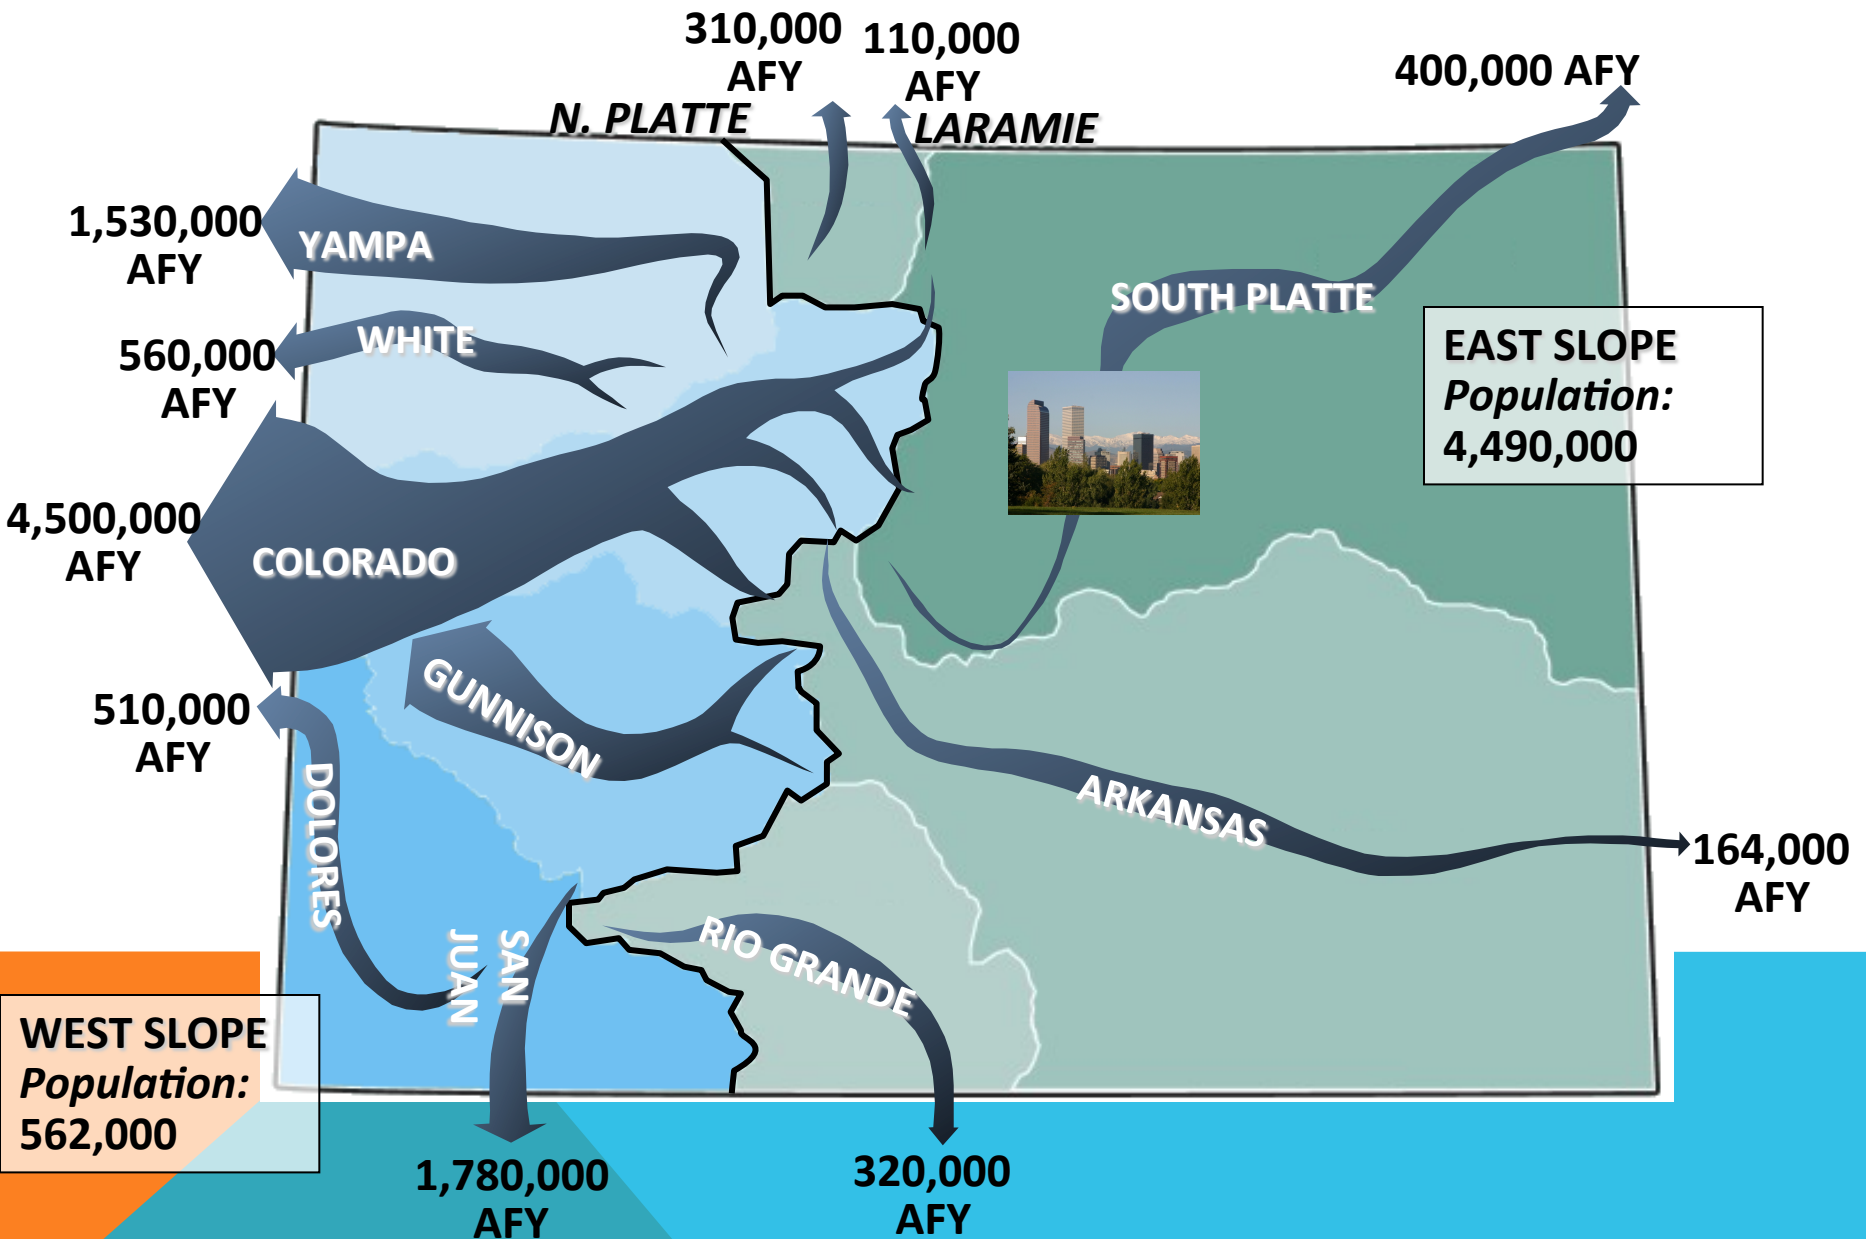 310,000
AFY
110,000
AFY
400,000 AFY
N. PLATTE
LARAMIE
1,530,000
AFY
YAMPA
SOUTH PLATTE
560,000
AFY
WHITE
EAST SLOPE
Population:
4,490,000
4,500,000
AFY
COLORADO
510,000
AFY
GUNNISON
DOLORES
ARKANSAS
164,000
AFY
SAN
JUAN
RIO GRANDE
WEST SLOPE
Population:
562,000
1,780,000
AFY
320,000
AFY